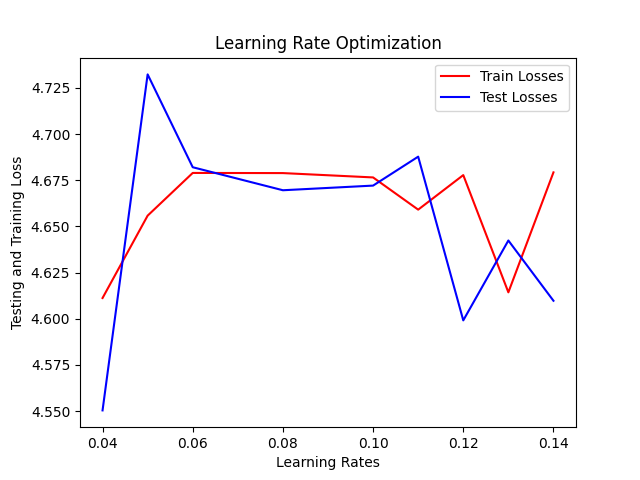 Learning Rate Optimization
Train Losses
Test Losses
Testing and Training Loss
4.725
4.700
4.675
4.650
4.625
4.600
4.575
4.550
0.04 0.06 0.08 0.10 0.12 0.14
Learning Rates